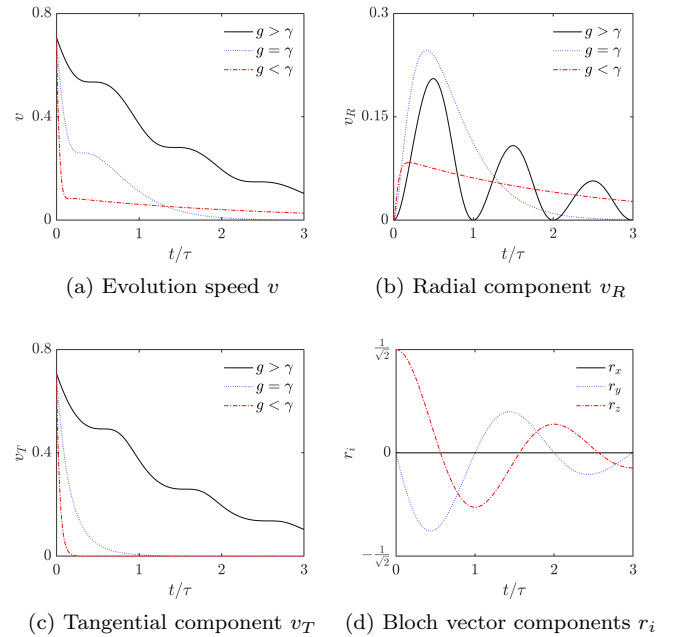 0.8
0.4
0
v
g > γ
g = γ
g < γ
0 1 2 3
t/τ
(a) Evolution speed v
0.3
0.15
0
v_R
g > γ
g = γ
g < γ
0 1 2 3
t/τ
(b) Radial component v_R
0.8
0.4
0
v_T
g > γ
g = γ
g < γ
0 1 2 3
t/τ
(c) Tangential component v_T
1/√2
0
−1/√2
r_i
r_x
r_y
r_z
0 1 2 3
t/τ
(d) Bloch vector components r_i